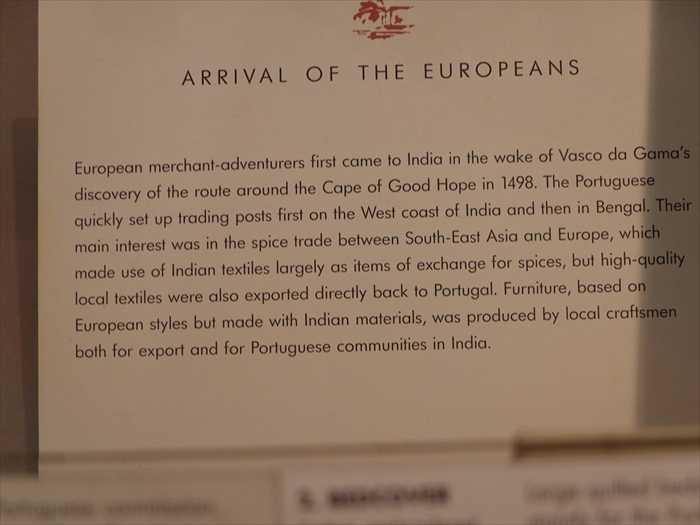 ARRIVAL OF THE EUROPEANS
European merchant-adventurers first came to India in the wake of Vasco da Gama's
discovery of the route around the Cape of Good Hope in 1498. The Portuguese
quickly set up trading posts first on the West coast of India and then in Bengal. Their
main interest was in the spice trade between South-East Asia and Europe, which
made use of Indian textiles largely as items of exchange for spices, but high-quality
local textiles were also exported directly back to Portugal. Furniture, based on
European styles but made with Indian materials, was produced by local craftsmen
both for export and for Portuguese communities in India.